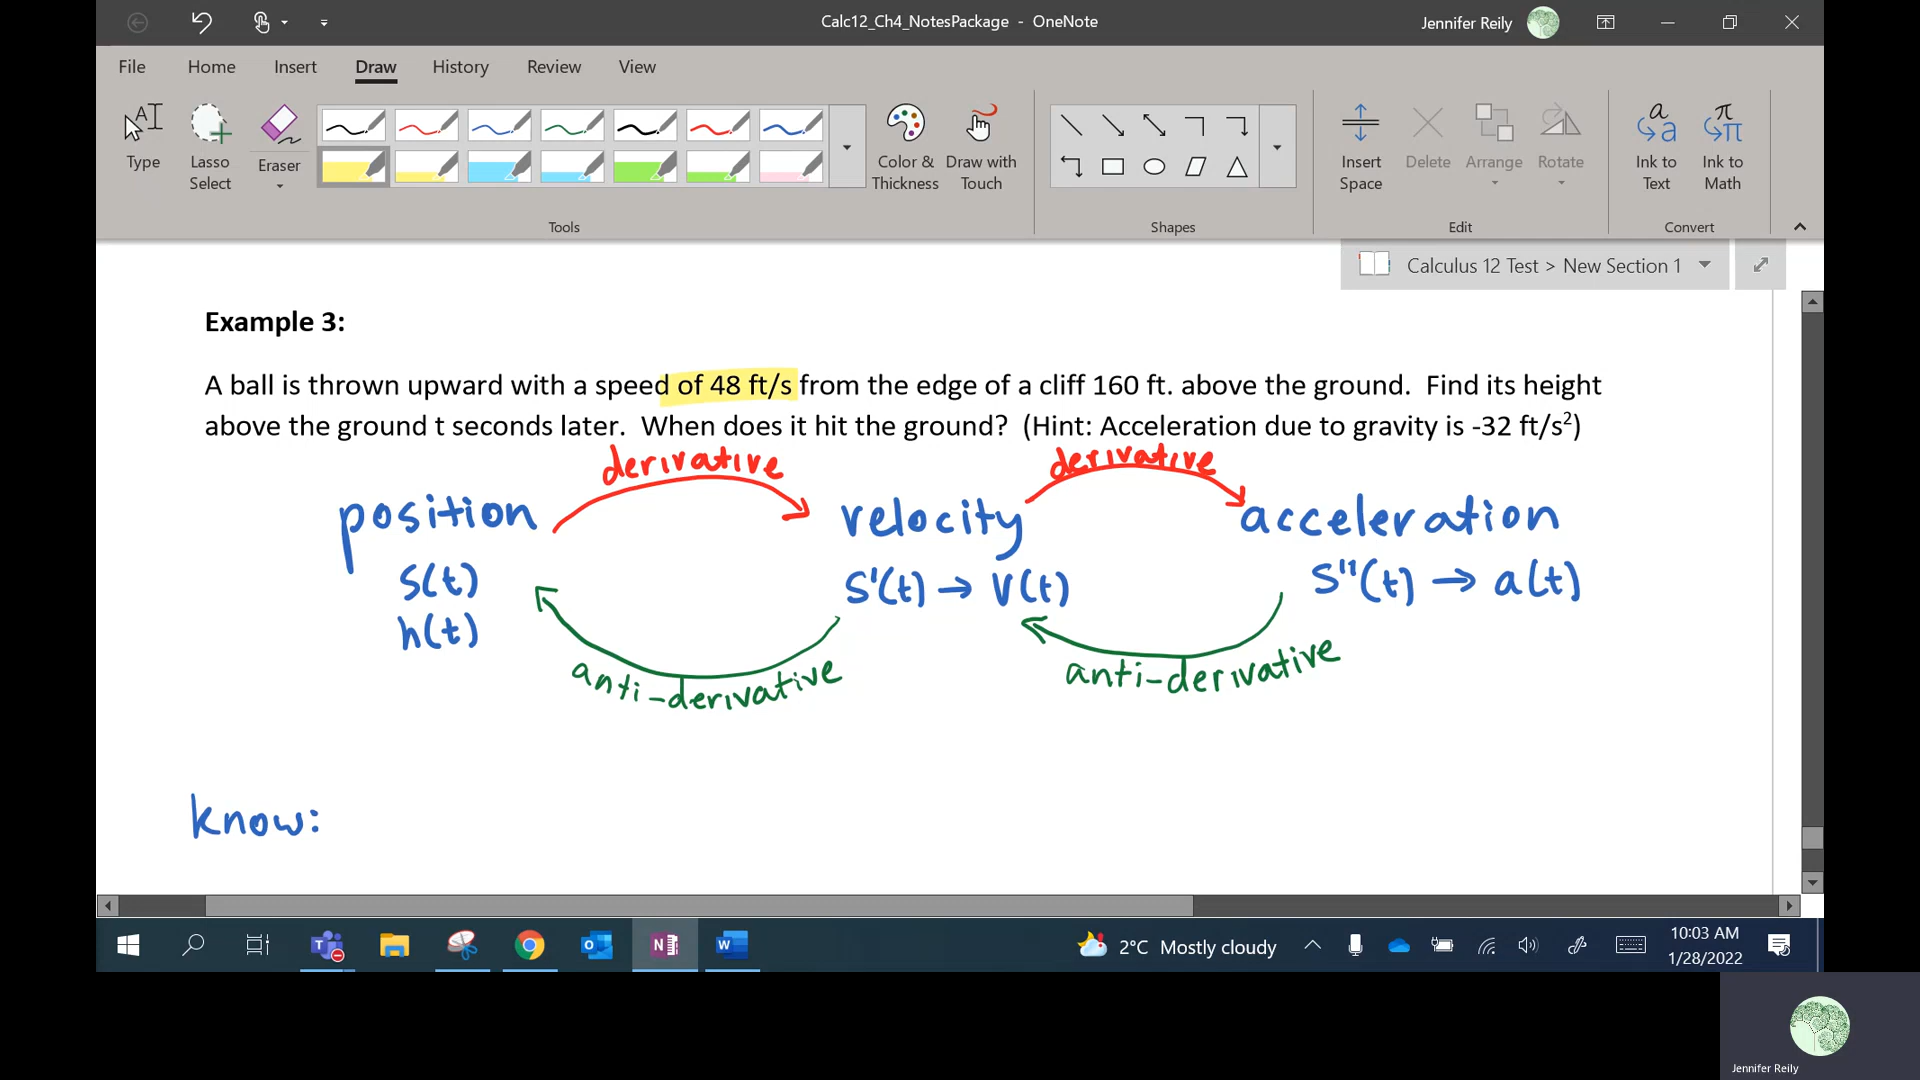 Calc12_Ch4_NotesPackage - OneNote
Jennifer Reily
File Home Insert Draw History Review View
Type
Lasso Select
Eraser
Color & Thickness
Draw with Touch
Insert Space
Delete
Arrange
Rotate
Ink to Text
Ink to Math
Tools
Shapes
Edit
Convert
Calculus 12 Test > New Section 1
Example 3:
A ball is thrown upward with a speed of 48 ft/s from the edge of a cliff 160 ft. above the ground. Find its height
above the ground t seconds later. When does it hit the ground? (Hint: Acceleration due to gravity is -32 ft/s²)
derivative derivative
position velocity acceleration
s(t) s'(t) → v(t) s''(t) → a(t)
h(t)
anti-derivative anti-derivative
know:
2°C Mostly cloudy
10:03 AM
1/28/2022
Jennifer Reily